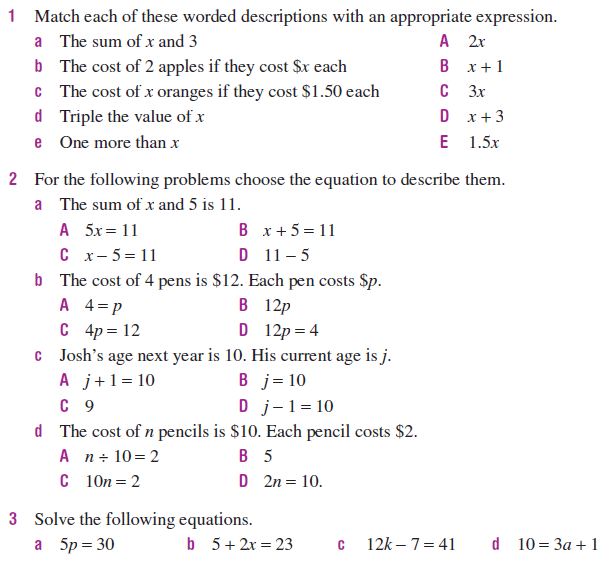 1 Match each of these worded descriptions with an appropriate expression.
a The sum of x and 3 A 2x
b The cost of 2 apples if they cost $x each B x + 1
c The cost of x oranges if they cost $1.50 each C 3x
d Triple the value of x D x + 3
e One more than x E 1.5x
2 For the following problems choose the equation to describe them.
a The sum of x and 5 is 11.
A 5x = 11 B x + 5 = 11
C x – 5 = 11 D 11 – 5
b The cost of 4 pens is $12. Each pen costs $p.
A 4 = p B 12p
C 4p = 12 D 12p = 4
c Josh's age next year is 10. His current age is j.
A j + 1 = 10 B j = 10
C 9 D j – 1 = 10
d The cost of n pencils is $10. Each pencil costs $2.
A n ÷ 10 = 2 B 5
C 10n = 2 D 2n = 10.
3 Solve the following equations.
a 5p = 30 b 5 + 2x = 23 c 12k – 7 = 41 d 10 = 3a + 1